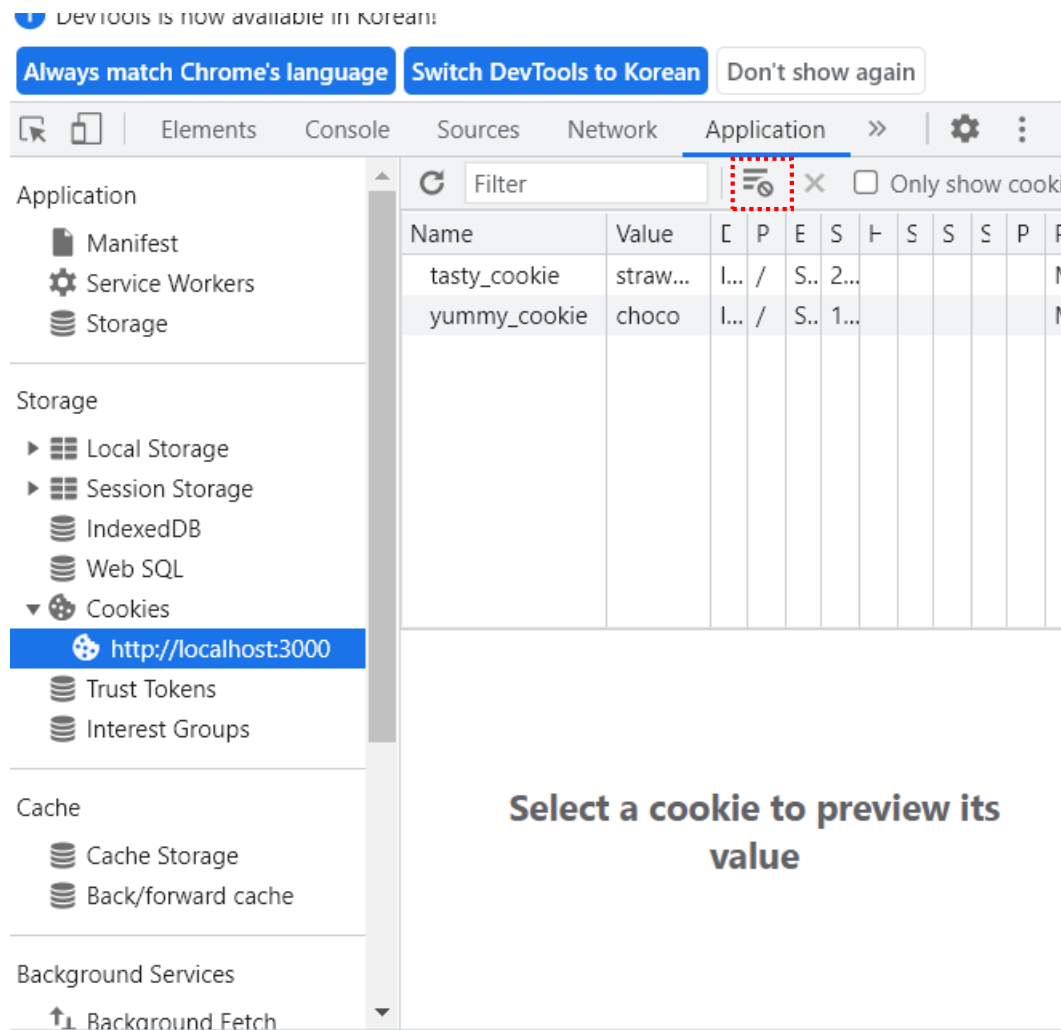 DevTools is now available in Korean!
Always match Chrome's language Switch DevTools to Korean Don't show again
Elements Console Sources Network Application
Application
Manifest
Service Workers
Storage
Storage
Local Storage
Session Storage
IndexedDB
Web SQL
Cookies
http://localhost:3000
Trust Tokens
Interest Groups
Cache
Cache Storage
Back/forward cache
Background Services
Background Fetch
Filter Only show cooki
Name Value D P E S H S S S P P
tasty_cookie straw... l... / S.. 2...
yummy_cookie choco l... / S.. 1...
Select a cookie to preview its
value